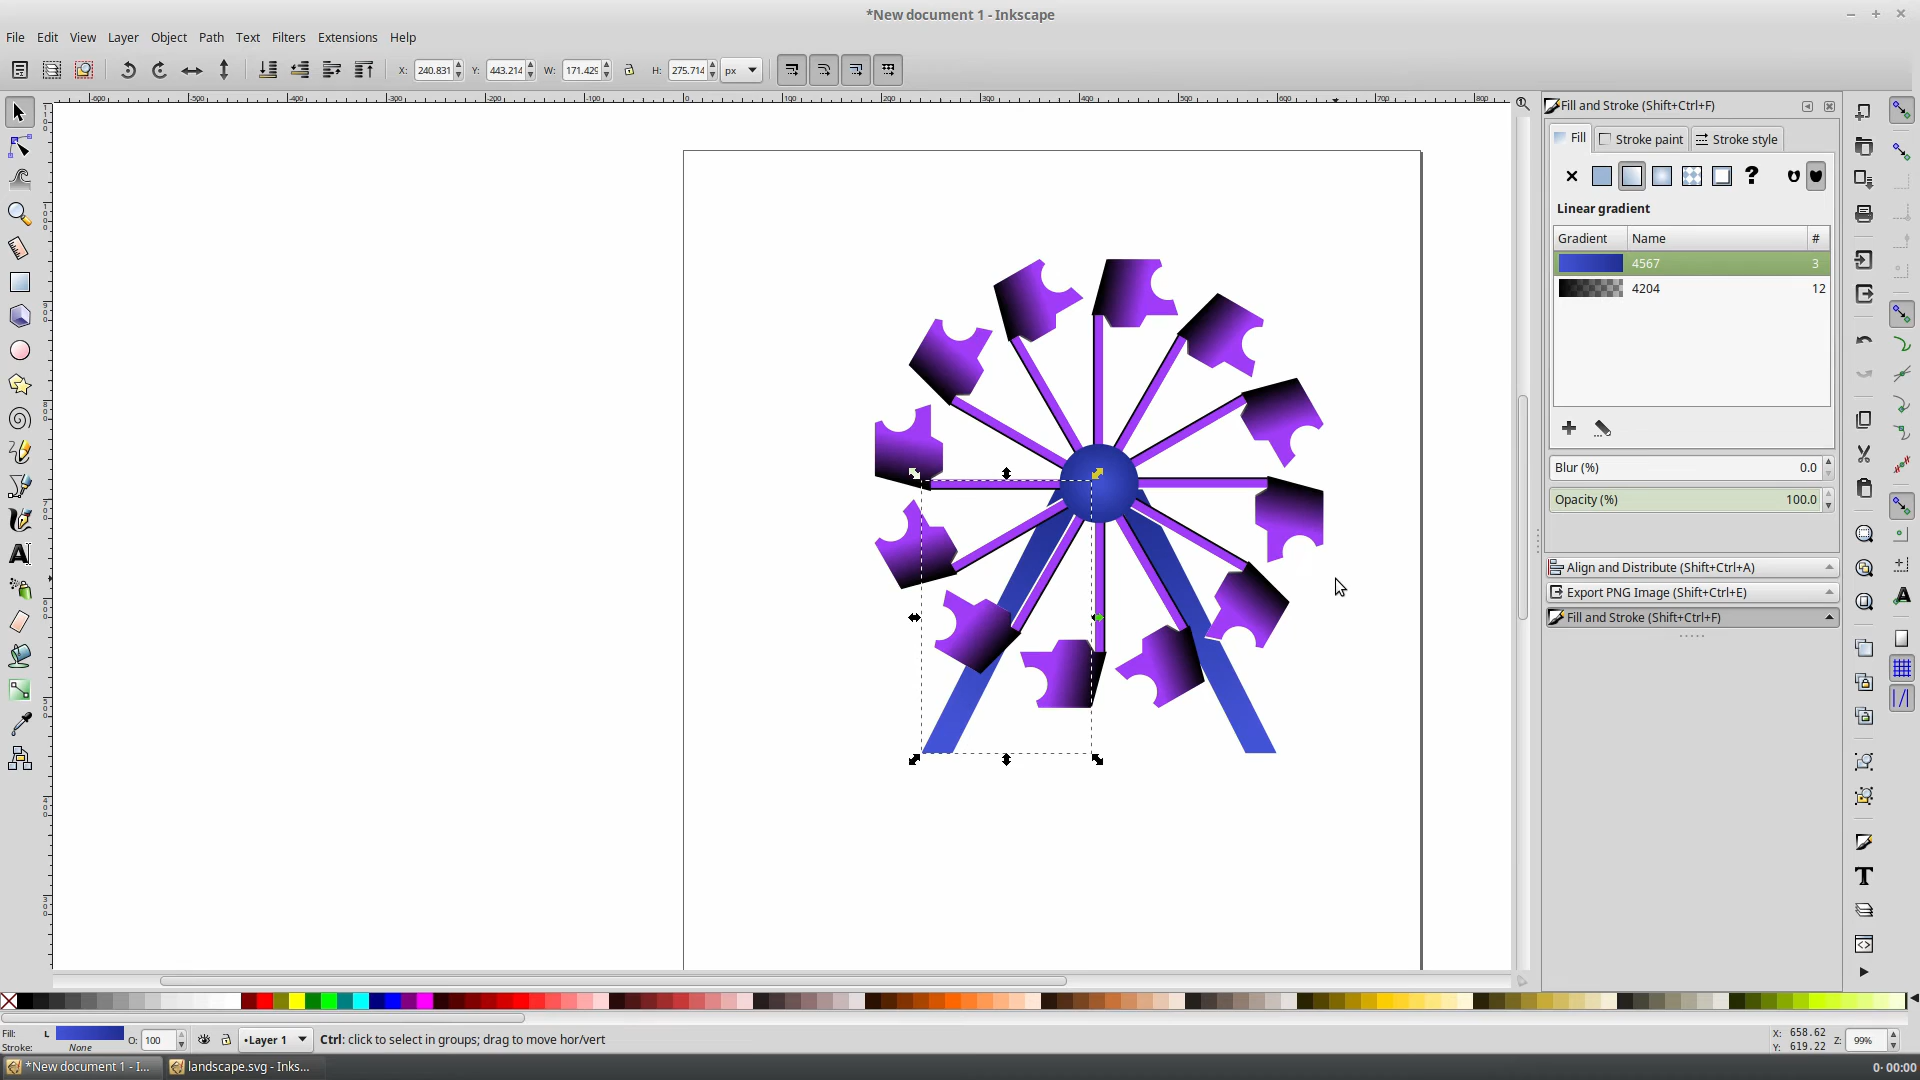 *New document 1 - Inkscape
File Edit View Layer Object Path Text Filters Extensions Help
X: 240.831 Y: 443.214 W: 171.429 H: 275.714 px
Fill and Stroke (Shift+Ctrl+F)
Fill Stroke paint Stroke style
?
Linear gradient
Gradient Name #
4567 3
4204 12
Blur (%) 0.0
Opacity (%) 100.0
Align and Distribute (Shift+Ctrl+A)
Export PNG Image (Shift+Ctrl+E)
Fill and Stroke (Shift+Ctrl+F)
Fill: L O: 100 •Layer 1 Ctrl: click to select in groups; drag to move hor/vert X: 658.62 Z: 99%
Stroke: None Y: 619.22
*New document 1 - I... landscape.svg - Inks... 0- 00:00